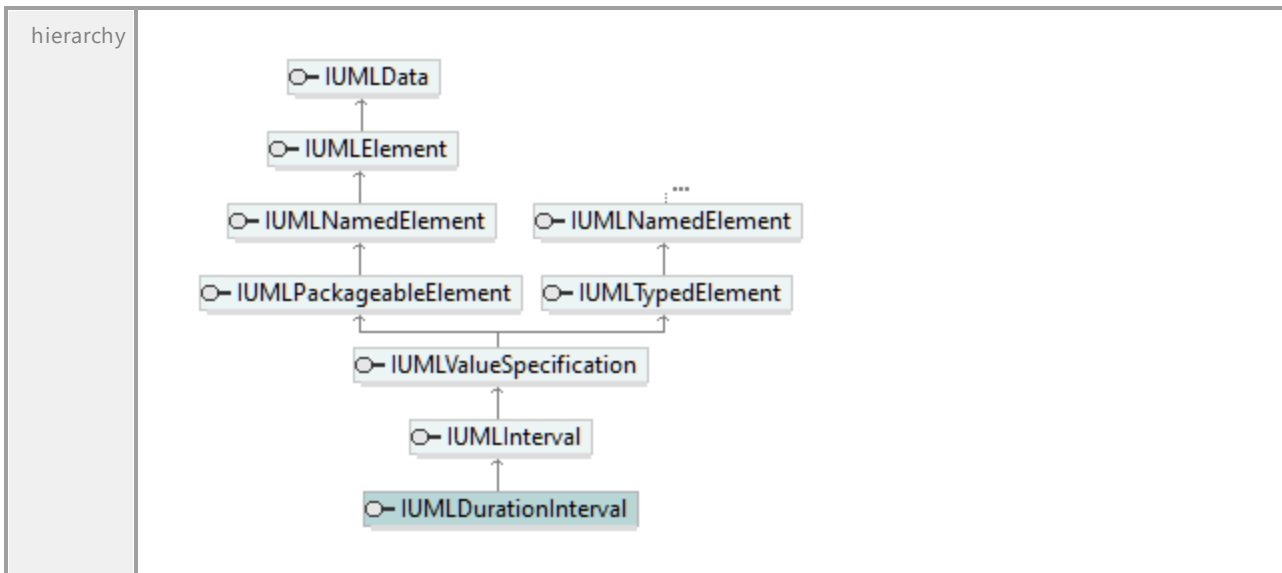 hierarchy
IUMLData
IUMLElement
...
IUMLNamedElement IUMLNamedElement
IUMLPackageableElement IUMLTypedElement
IUMLValueSpecification
IUMLInterval
IUMLDurationInterval